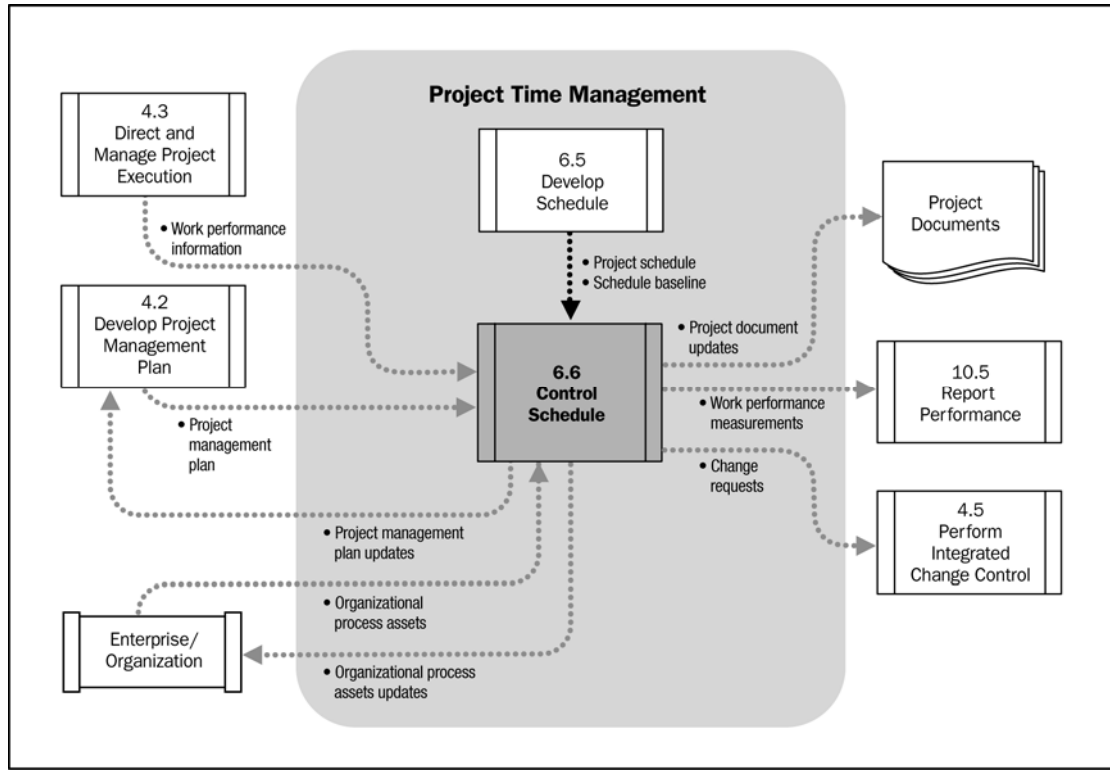 Project Time Management
4.3
Direct and
Manage Project
Execution
• Work performance
information
4.2
Develop Project
Management
Plan
• Project
management
plan
6.5
Develop
Schedule
• Project schedule
• Schedule baseline
6.6
Control
Schedule
• Project document
updates
• Work performance
measurements
• Change
requests
Project
Documents
10.5
Report
Performance
4.5
Perform
Integrated
Change Control
• Project management
plan updates
• Organizational
process assets
• Organizational process
assets updates
Enterprise/
Organization